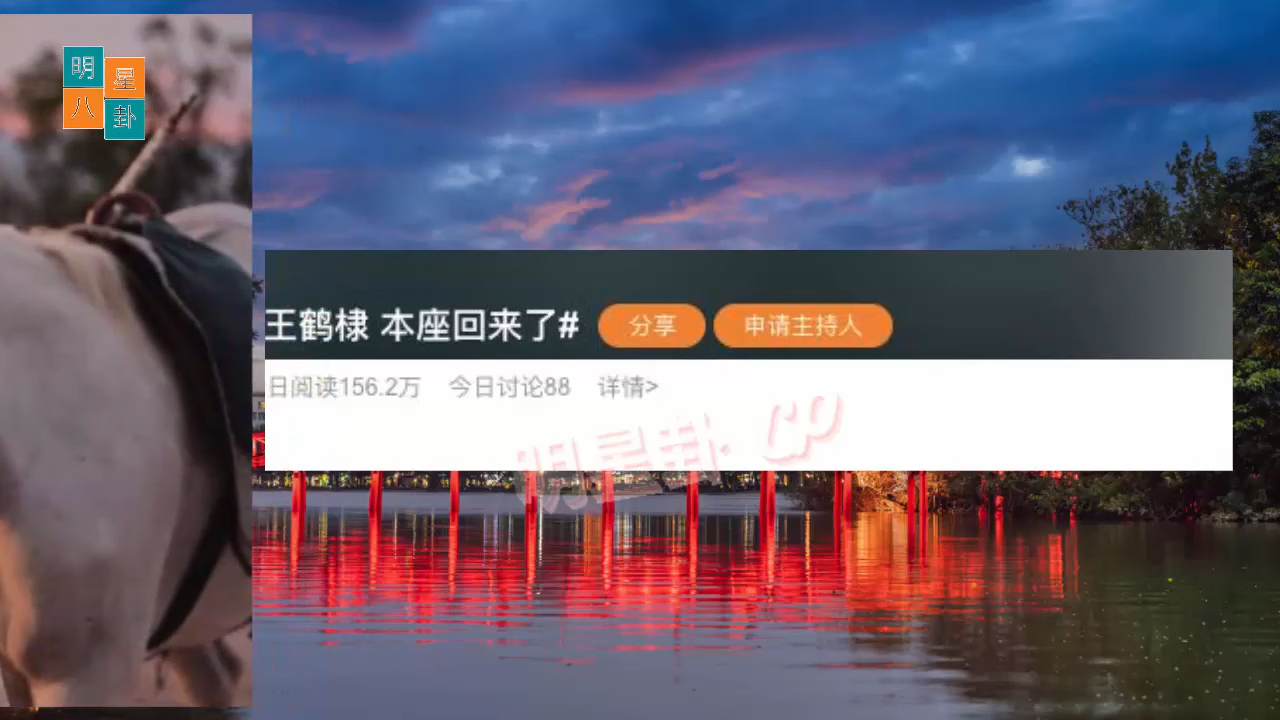 明星
八卦
王鹤棣 本座回来了# 分享 申请主持人
日阅读156.2万 今日讨论88 详情>
明星卦. CP